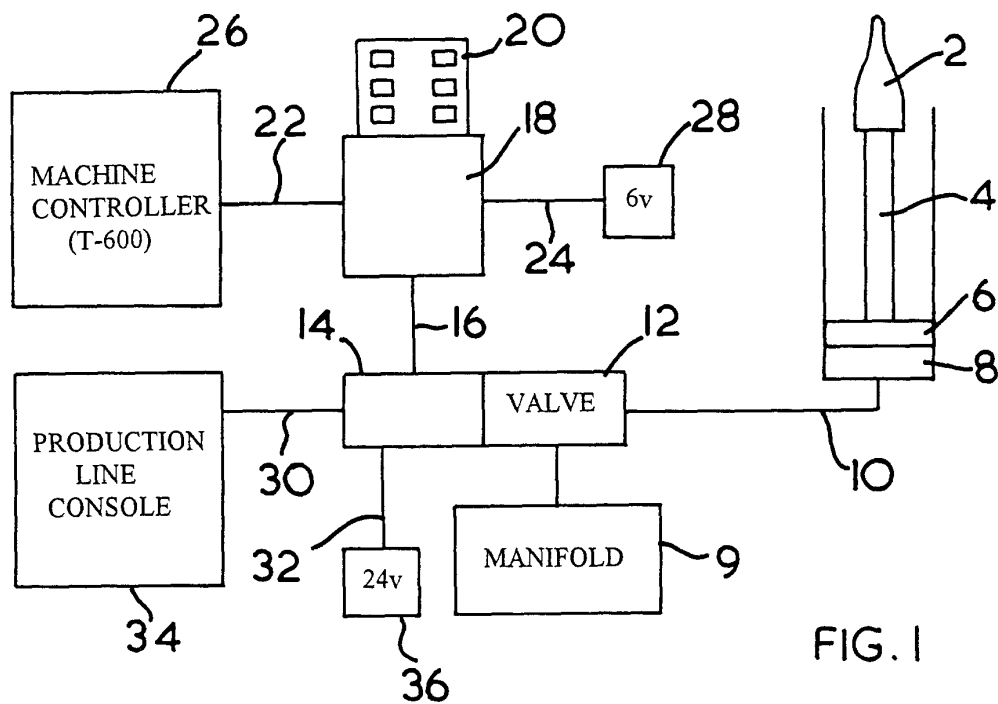 26
20
2
22
18
28
MACHINE
CONTROLLER
(T-600)
6v
4
24
6
14
16
12
8
VALVE
PRODUCTION
LINE
CONSOLE
30
10
32
MANIFOLD
9
24v
34
36
FIG. 1